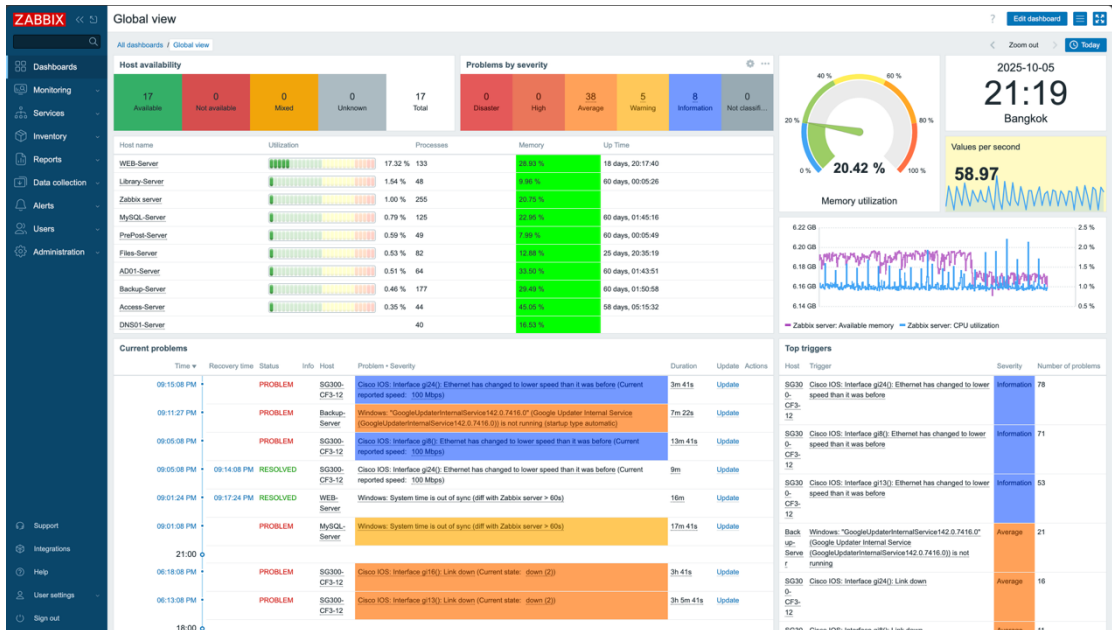 ZABBIX
Global view
?
Edit dashboard
All dashboards / Global view
Zoom out
Today
Dashboards
Monitoring
Services
Inventory
Reports
Data collection
Alerts
Users
Administration
Support
Integrations
Help
User settings
Sign out
Host availability
17 Available
0 Not available
0 Mixed
0 Unknown
17 Total
Problems by severity
0 Disaster
0 High
38 Average
5 Warning
8 Information
0 Not classifi...
Host name Utilization Processes Memory Up Time
WEB-Server 17.32 % 133 28.93 % 18 days, 20:17:40
Library-Server 1.54 % 48 9.96 % 60 days, 00:05:26
Zabbix server 1.00 % 255 20.75 %
MySQL-Server 0.79 % 125 22.95 % 60 days, 01:45:16
PrePost-Server 0.59 % 49 7.99 % 60 days, 00:05:49
Files-Server 0.53 % 82 12.88 % 25 days, 20:35:19
AD01-Server 0.51 % 64 33.50 % 60 days, 01:43:51
Backup-Server 0.46 % 177 29.49 % 60 days, 01:50:58
Access-Server 0.35 % 44 45.05 % 58 days, 05:15:32
DNS01-Server 40 16.53 %
0 %
20 %
40 %
60 %
80 %
100 %
20.42 %
Memory utilization
2025-10-05
21:19
Bangkok
Values per second
58.97
6.22 GB
6.20 GB
6.18 GB
6.16 GB
6.14 GB
2.5 %
2.0 %
1.5 %
1.0 %
0.5 %
Zabbix server: Available memory
Zabbix server: CPU utilization
Current problems
Time Recovery time Status Info Host Problem • Severity Duration Update Actions
09:15:08 PM PROBLEM SG300-CF3-12 Cisco IOS: Interface gi24(): Ethernet has changed to lower speed than it was before (Current 3m 41s Update
reported speed: 100 Mbps)
09:11:27 PM PROBLEM Backup-Server Windows: "GoogleUpdaterInternalService142.0.7416.0" (Google Updater Internal Service 7m 22s Update
(GoogleUpdaterInternalService142.0.7416.0)) is not running (startup type automatic)
09:05:08 PM PROBLEM SG300-CF3-12 Cisco IOS: Interface gi8(): Ethernet has changed to lower speed than it was before (Current 13m 41s Update
reported speed: 100 Mbps)
09:05:08 PM 09:14:08 PM RESOLVED SG300-CF3-12 Cisco IOS: Interface gi24(): Ethernet has changed to lower speed than it was before (Current 9m Update
reported speed: 100 Mbps)
09:01:24 PM 09:17:24 PM RESOLVED WEB-Server Windows: System time is out of sync (diff with Zabbix server > 60s) 16m Update
09:01:08 PM PROBLEM MySQL-Server Windows: System time is out of sync (diff with Zabbix server > 60s) 17m 41s Update
21:00
06:18:08 PM PROBLEM SG300-CF3-12 Cisco IOS: Interface gi16(): Link down (Current state: down (2)) 3h 41s Update
06:13:08 PM PROBLEM SG300-CF3-12 Cisco IOS: Interface gi13(): Link down (Current state: down (2)) 3h 5m 41s Update
18:00
Top triggers
Host Trigger Severity Number of problems
SG300-CF3-12 Cisco IOS: Interface gi24(): Ethernet has changed to lower Information 78
speed than it was before
SG300-CF3-12 Cisco IOS: Interface gi8(): Ethernet has changed to lower Information 71
speed than it was before
SG300-CF3-12 Cisco IOS: Interface gi13(): Ethernet has changed to lower Information 53
speed than it was before
Backup-Server Windows: "GoogleUpdaterInternalService142.0.7416.0" Average 21
(Google Updater Internal Service
(GoogleUpdaterInternalService142.0.7416.0)) is not
running
SG300-CF3-12 Cisco IOS: Interface gi24(): Link down Average 16